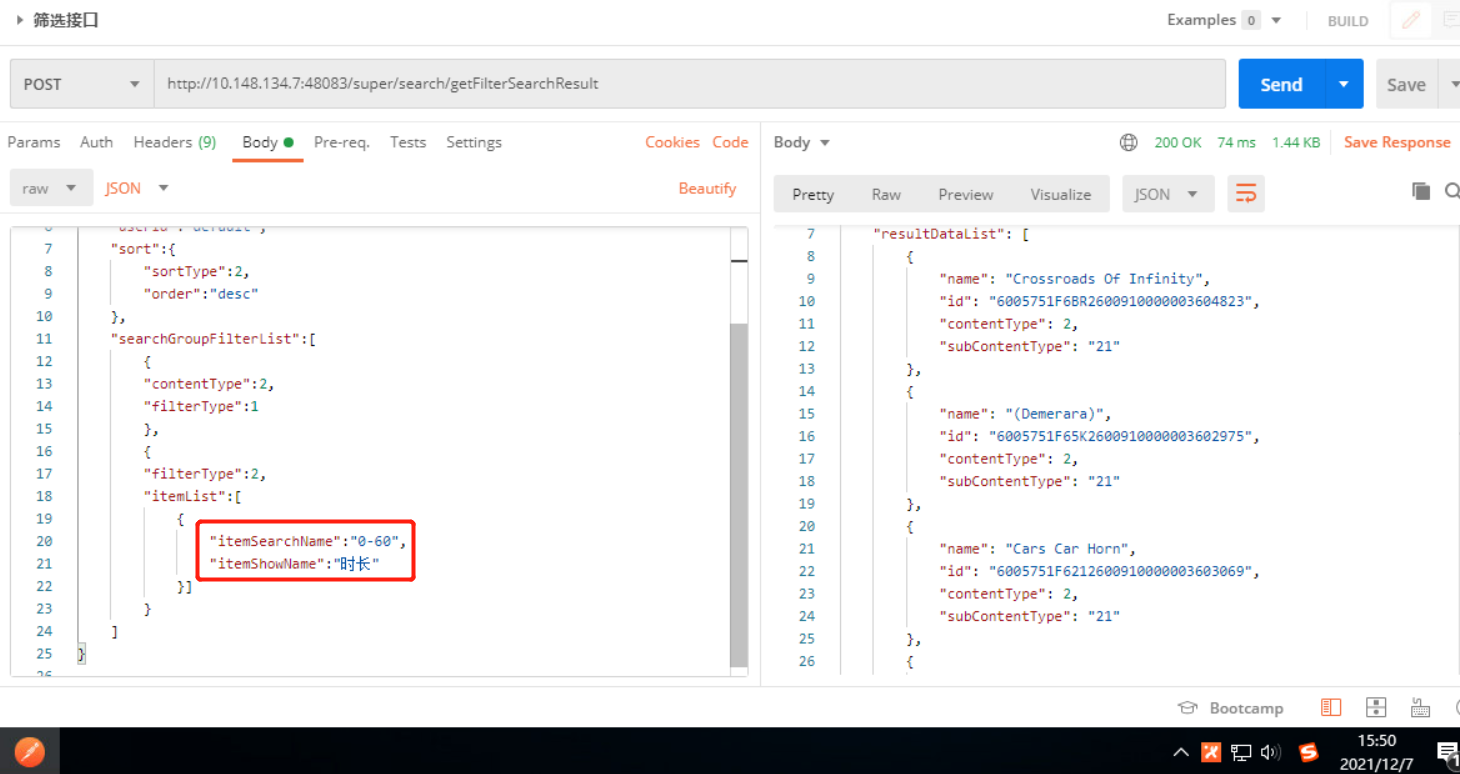 筛选接口
Examples 0
BUILD
POST
http://10.148.134.7:48083/super/search/getFilterSearchResult
Send
Save
Params Auth Headers (9) Body Pre-req. Tests Settings Cookies Code
raw JSON Beautify
7 "sort":{
8 "sortType":2,
9 "order":"desc"
10 },
11 "searchGroupFilterList":[
12 {
13 "contentType":2,
14 "filterType":1
15 },
16 {
17 "filterType":2,
18 "itemList":[
19 {
20 "itemSearchName":"0-60",
21 "itemShowName":"时长"
22 }]
23 }
24 ]
25 }
26
Body 200 OK 74 ms 1.44 KB Save Response
Pretty Raw Preview Visualize JSON
7 "resultDataList": [
8 {
9 "name": "Crossroads Of Infinity",
10 "id": "6005751F6BR2600910000003604823",
11 "contentType": 2,
12 "subContentType": "21"
13 },
14 {
15 "name": "(Demerara)",
16 "id": "6005751F65K2600910000003602975",
17 "contentType": 2,
18 "subContentType": "21"
19 },
20 {
21 "name": "Cars Car Horn",
22 "id": "6005751F6212600910000003603069",
23 "contentType": 2,
24 "subContentType": "21"
25 },
26 {
Bootcamp
15:50
2021/12/7